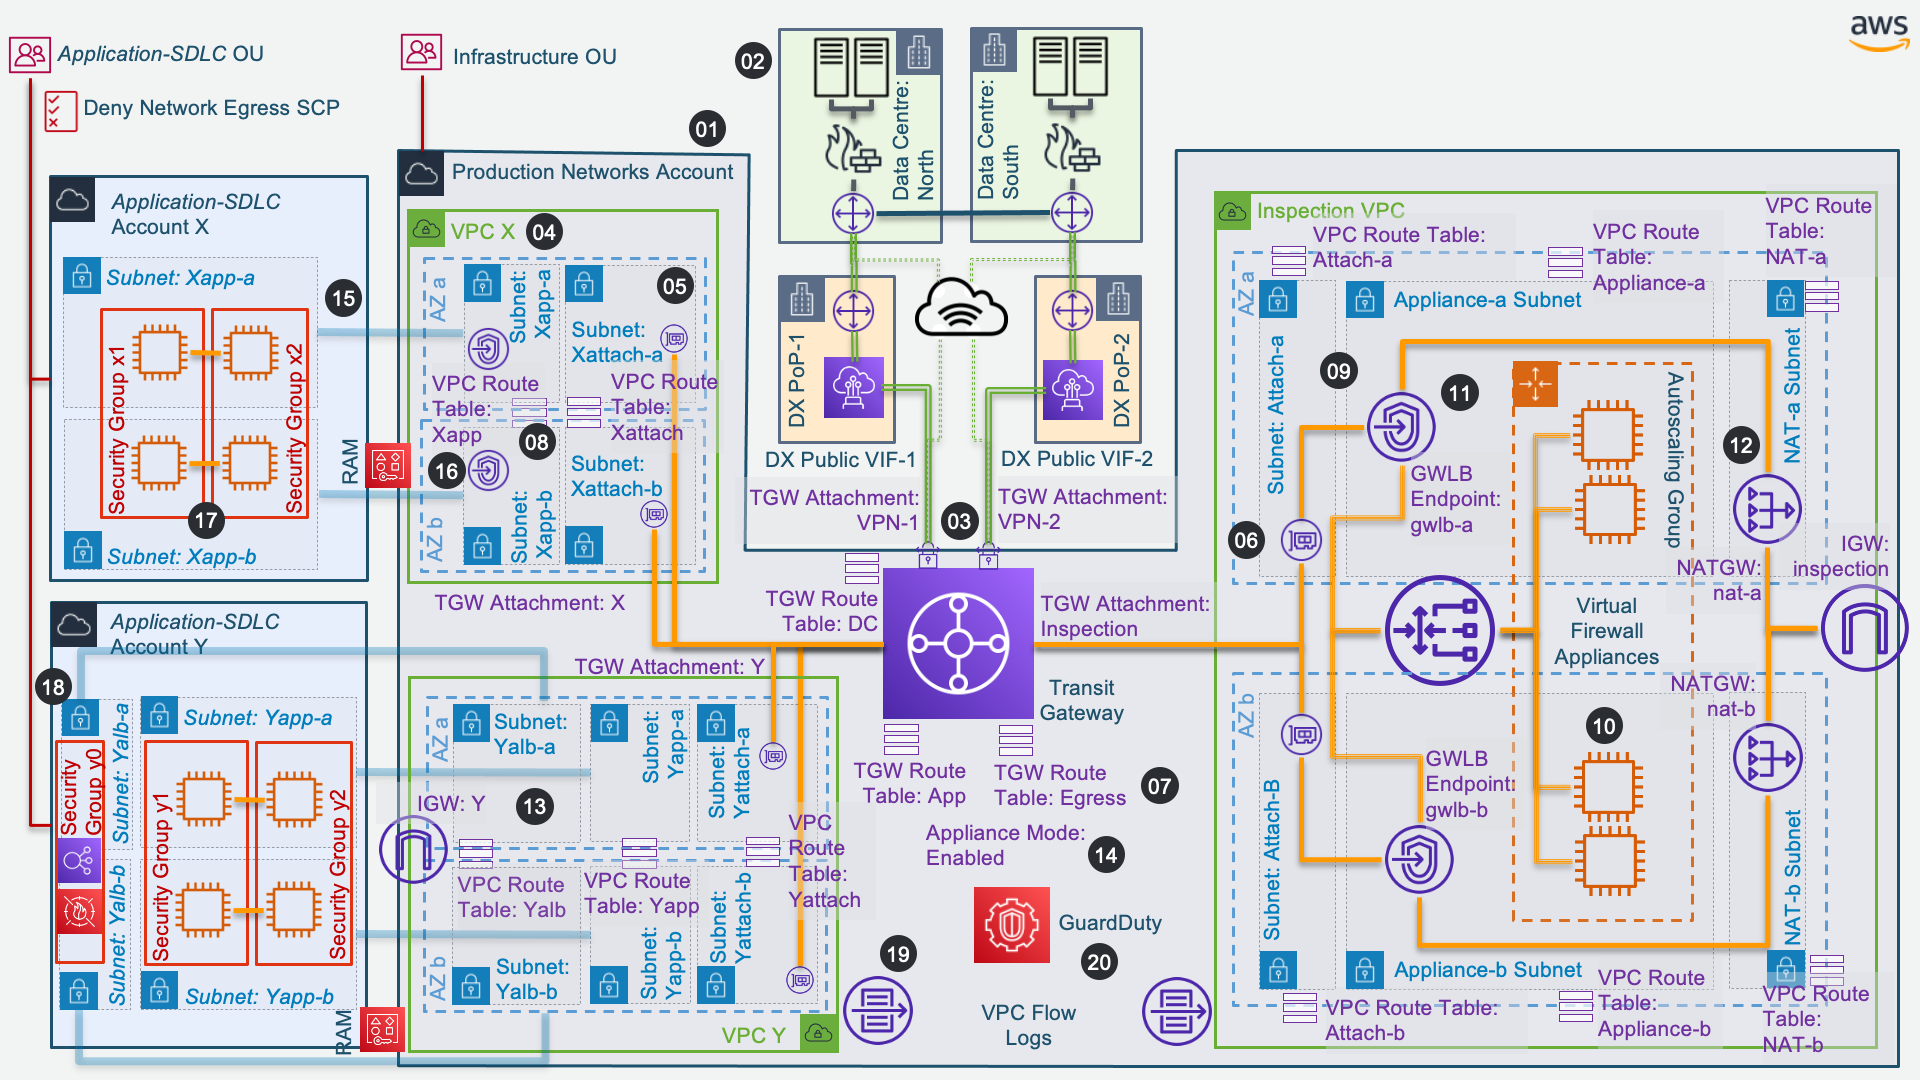 aws
Application-SDLC OU
Deny Network Egress SCP
Infrastructure OU
01
02
Data Centre:
North
Data Centre:
South
Production Networks Account
Application-SDLC
Account X
Subnet: Xapp-a
15
Security Group x1
Security Group x2
17
Subnet: Xapp-b
RAM
VPC X
04
AZ a
Subnet:
Xapp-a
05
Subnet:
Xattach-a
VPC Route
Table:
Xapp
VPC Route
Table:
Xattach
08
16
Subnet:
Xattach-b
AZ b
Subnet:
Xapp-b
TGW Attachment: X
DX PoP-1
DX PoP-2
DX Public VIF-1
DX Public VIF-2
TGW Attachment:
VPN-1
03
TGW Attachment:
VPN-2
TGW Route
Table: DC
TGW Attachment:
Inspection
TGW Attachment: Y
Transit
Gateway
TGW Route
Table: App
TGW Route
Table: Egress
07
Appliance Mode:
Enabled
14
GuardDuty
20
19
VPC Flow
Logs
Application-SDLC
Account Y
18
Subnet: Yalb-a
Subnet: Yapp-a
Security
Group y0
Security Group y1
Security Group y2
Subnet: Yalb-b
Subnet: Yapp-b
RAM
AZ a
Subnet:
Yalb-a
Subnet:
Yapp-a
Subnet:
Yattach-a
IGW: Y
13
VPC
Route
Table:
Yattach
VPC Route
Table: Yalb
VPC Route
Table: Yapp
AZ b
Subnet:
Yalb-b
Subnet:
Yapp-b
Subnet:
Yattach-b
VPC Y
Inspection VPC
VPC Route Table:
Attach-a
VPC Route
Table:
Appliance-a
VPC Route
Table:
NAT-a
AZ a
Appliance-a Subnet
Subnet: Attach-a
09
11
Autoscaling Group
12
NAT-a Subnet
GWLB
Endpoint:
gwlb-a
06
NATGW:
nat-a
IGW:
inspection
Virtual
Firewall
Appliances
NATGW:
nat-b
AZ b
10
GWLB
Endpoint:
gwlb-b
Subnet: Attach-B
NAT-b Subnet
Appliance-b Subnet
VPC Route Table:
Attach-b
VPC Route
Table:
Appliance-b
VPC Route
Table:
NAT-b